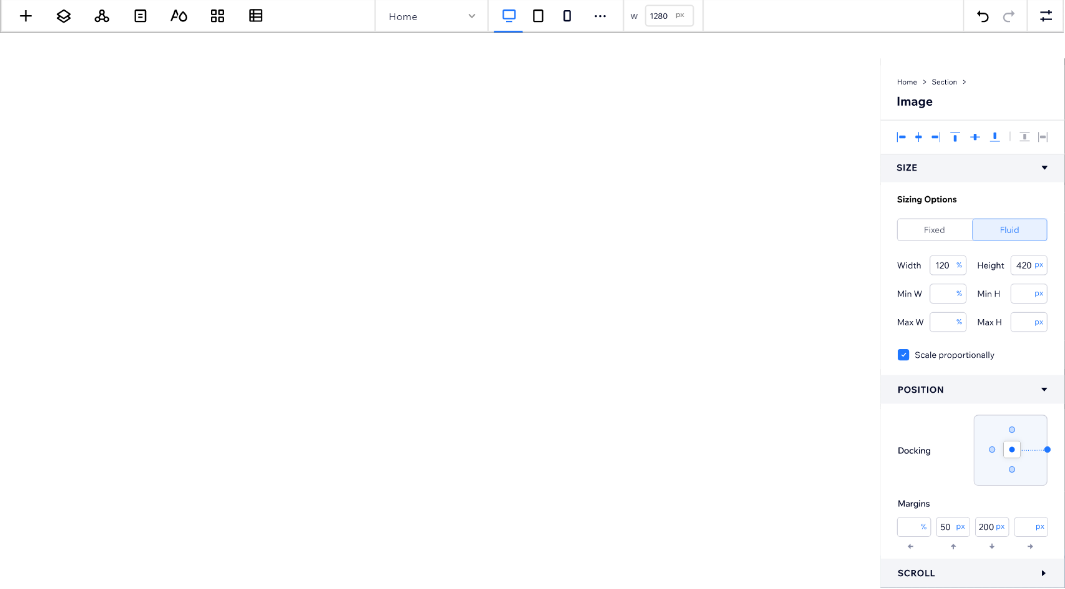 Home
W 1280 px
Home > Section >
Image
SIZE
Sizing Options
Fixed Fluid
Width 120 % Height 420 px
Min W % Min H px
Max W % Max H px
Scale proportionally
POSITION
Docking
Margins
% 50 px 200 px px
SCROLL